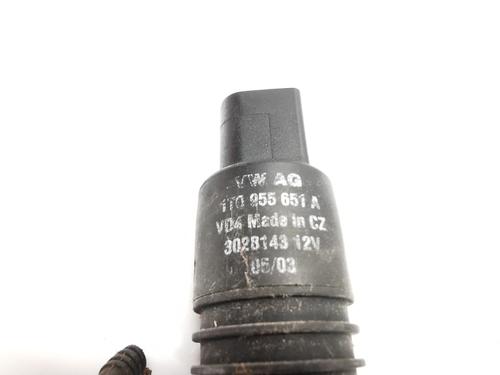 VW AG
1T0 955 651 A
VD4 Made in CZ
3028143 12V
05/03